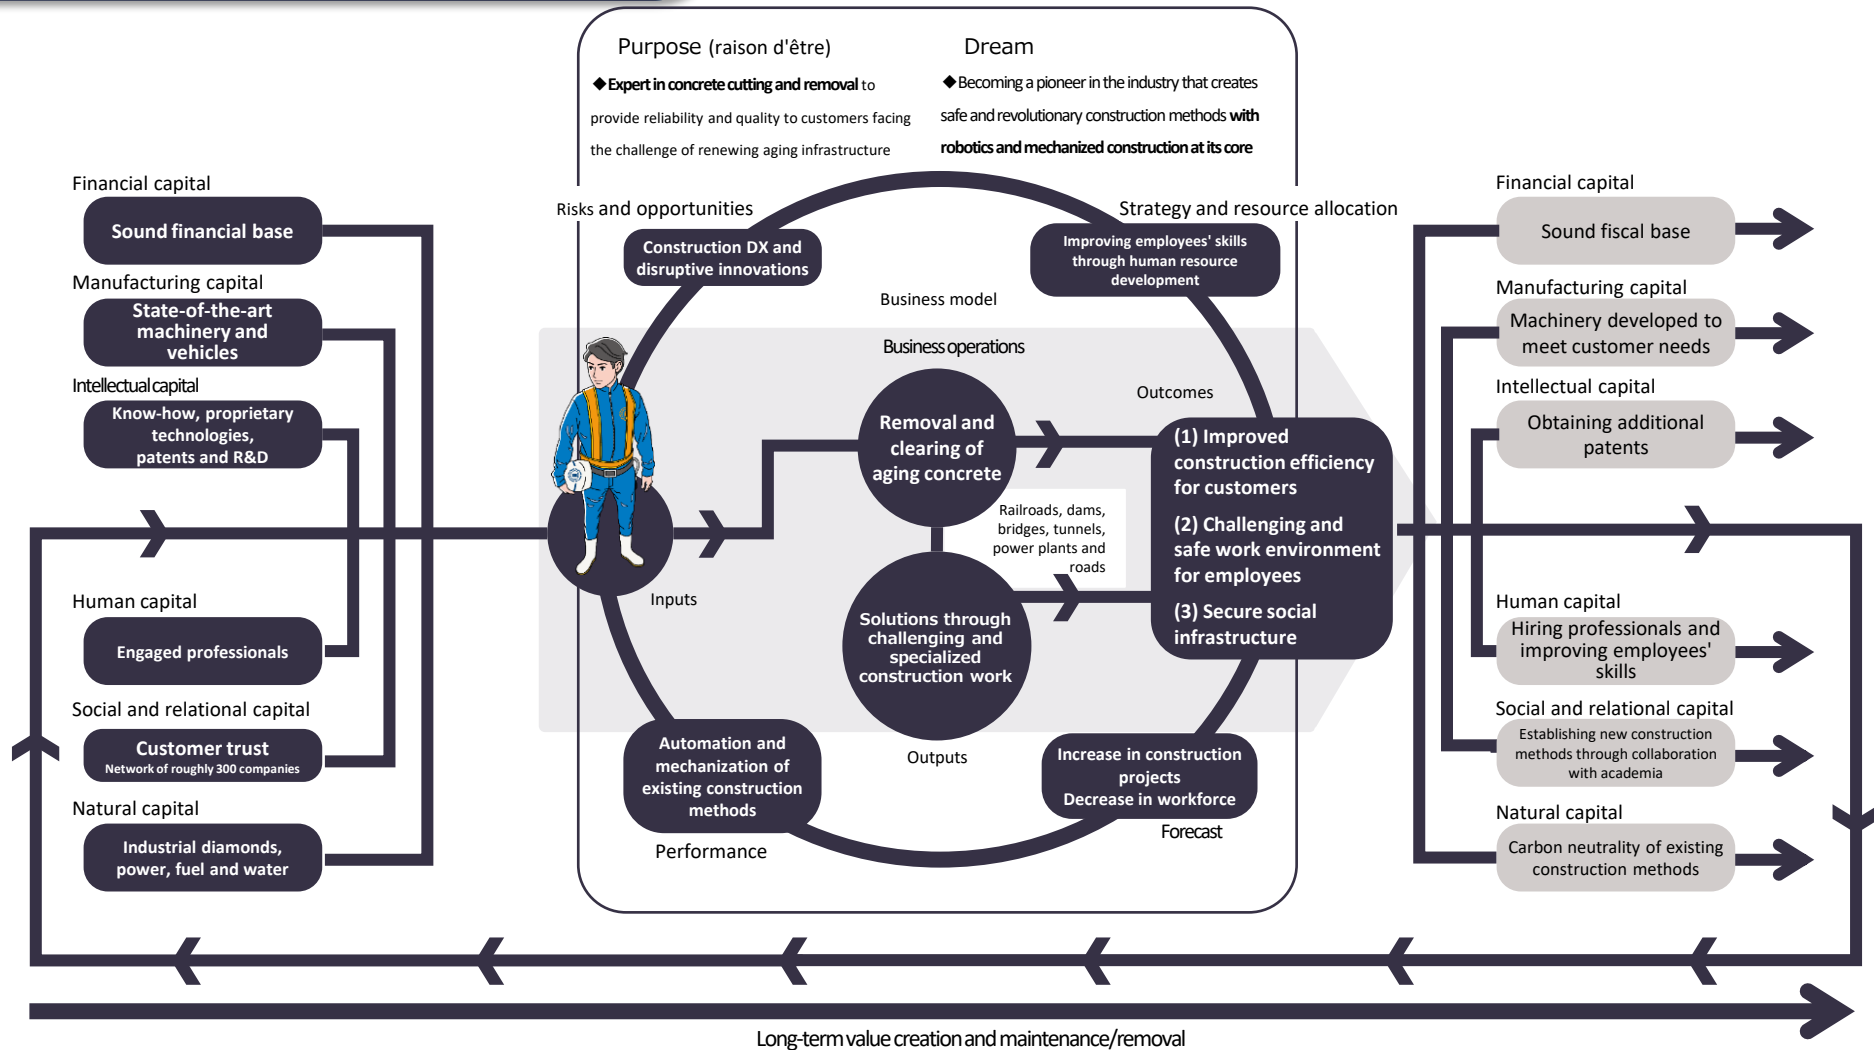 Purpose (raison d'être)
◆Expert in concrete cutting and removal to
provide reliability and quality to customers facing
the challenge of renewing aging infrastructure
Dream
◆Becoming a pioneer in the industry that creates
safe and revolutionary construction methods with
robotics and mechanized construction at its core
Financial capital
Sound financial base
Manufacturing capital
State-of-the-art
machinery and
vehicles
Intellectual capital
Know-how, proprietary
technologies,
patents and R&D
Human capital
Engaged professionals
Social and relational capital
Customer trust
Network of roughly 300 companies
Natural capital
Industrial diamonds,
power, fuel and water
Risks and opportunities
Construction DX and
disruptive innovations
Strategy and resource allocation
Improving employees' skills
through human resource
development
Business model
Business operations
Removal and
clearing of
aging concrete
Railroads, dams,
bridges, tunnels,
power plants and
roads
Inputs
Solutions through
challenging and
specialized
construction work
Outputs
Outcomes
(1) Improved
construction efficiency
for customers
(2) Challenging and
safe work environment
for employees
(3) Secure social
infrastructure
Automation and
mechanization of
existing construction
methods
Performance
Increase in construction
projects
Decrease in workforce
Forecast
Financial capital
Sound fiscal base
Manufacturing capital
Machinery developed to
meet customer needs
Intellectual capital
Obtaining additional
patents
Human capital
Hiring professionals and
improving employees'
skills
Social and relational capital
Establishing new construction
methods through collaboration
with academia
Natural capital
Carbon neutrality of existing
construction methods
Long-term value creation and maintenance/removal